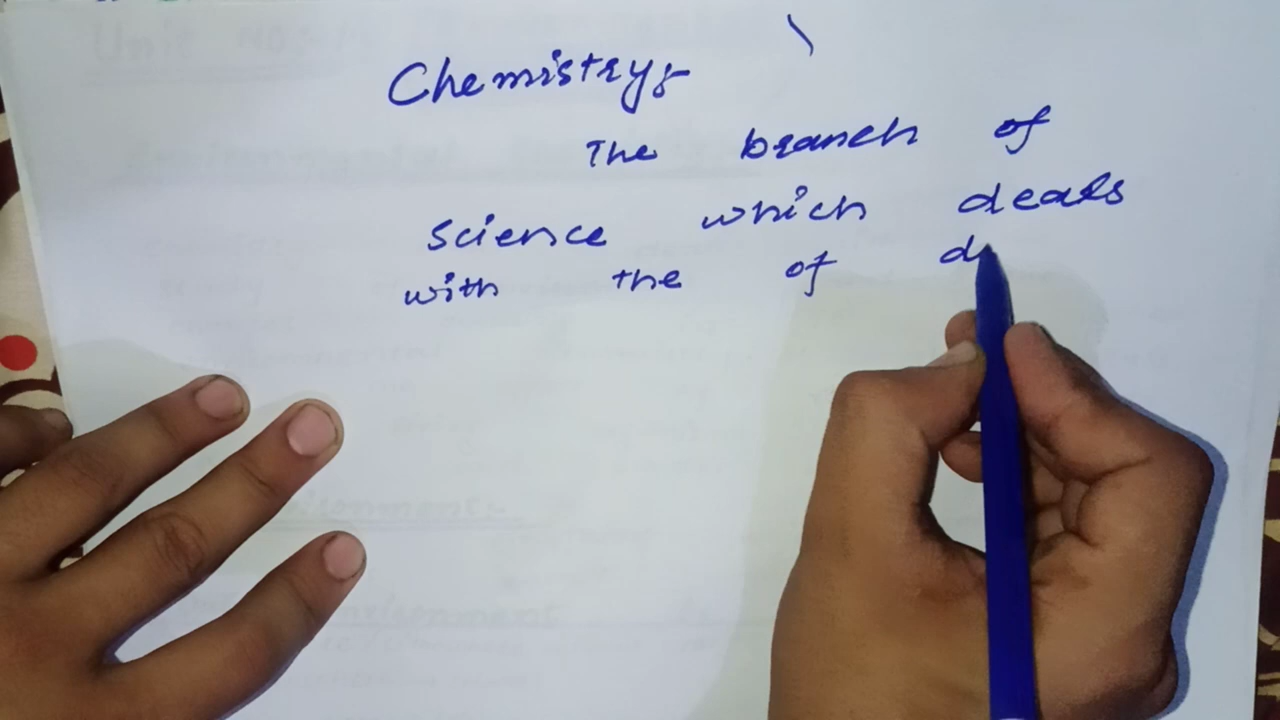 Chemistry:-
The branch of
science which deals
with the of d